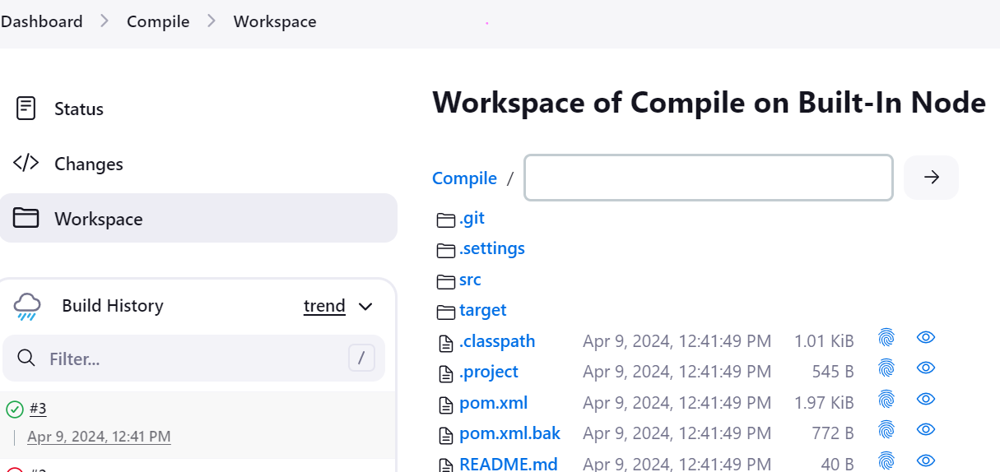 Dashboard > Compile > Workspace
Status
Changes
Workspace
Build History trend
Filter... /
#3
Apr 9, 2024, 12:41 PM
Workspace of Compile on Built-In Node
Compile /
.git
.settings
src
target
.classpath Apr 9, 2024, 12:41:49 PM 1.01 KiB
.project Apr 9, 2024, 12:41:49 PM 545 B
pom.xml Apr 9, 2024, 12:41:49 PM 1.97 KiB
pom.xml.bak Apr 9, 2024, 12:41:49 PM 772 B
README.md Apr 9, 2024, 12:41:49 PM 40 B